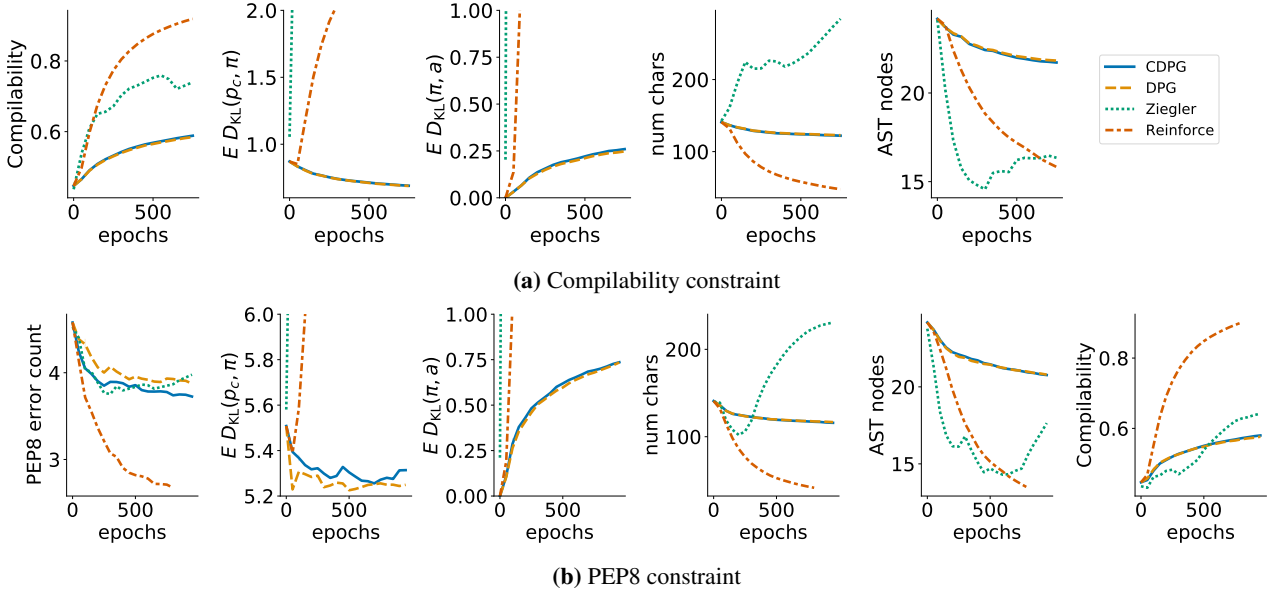 Compilability
0.8
0.6
0
500
epochs
E D_KL(p_c, π)
2.0
1.5
1.0
0
500
epochs
E D_KL(π, a)
1.00
0.75
0.50
0.25
0.00
0
500
epochs
num chars
200
100
0
500
epochs
AST nodes
22
20
15
0
500
epochs
CDPG
DPG
Ziegler
Reinforce
(a) Compilability constraint
PEP8 error count
4
3
0
500
epochs
E D_KL(p_c, π)
6.0
5.8
5.6
5.4
5.2
0
500
epochs
E D_KL(π, a)
1.00
0.75
0.50
0.25
0.00
0
500
epochs
num chars
200
100
0
500
epochs
AST nodes
20
15
0
500
epochs
Compilability
0.8
0.6
0
500
epochs
(b) PEP8 constraint